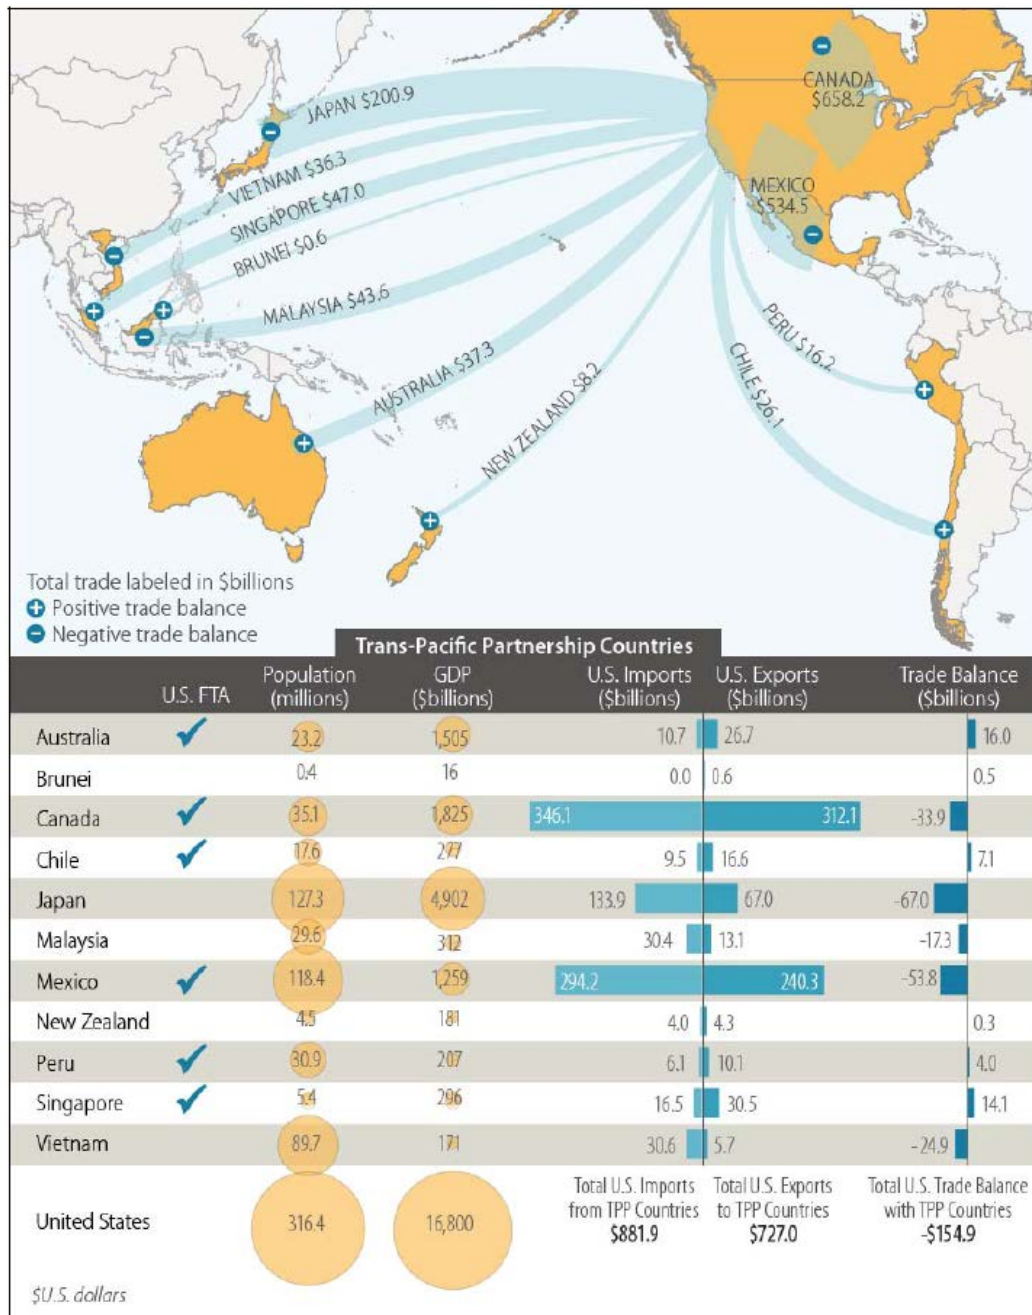 JAPAN $200.9
CANADA
$658.2
VIETNAM $36.3
SINGAPORE $47.0
BRUNEI $0.6
MEXICO
$534.5
MALAYSIA $43.6
AUSTRALIA $37.3
NEW ZEALAND $8.2
PERU $16.2
CHILE $26.1
Total trade labeled in $billions
Positive trade balance
Negative trade balance
Trans-Pacific Partnership Countries
U.S. FTA Population (millions) GDP ($billions) U.S. Imports ($billions) U.S. Exports ($billions) Trade Balance ($billions)
Australia 23.2 1,505 10.7 26.7 16.0
Brunei 0.4 16 0.0 0.6 0.5
Canada 35.1 1,825 346.1 312.1 -33.9
Chile 17.6 277 9.5 16.6 7.1
Japan 127.3 4,902 133.9 67.0 -67.0
Malaysia 29.6 312 30.4 13.1 -17.3
Mexico 118.4 1,259 294.2 240.3 -53.8
New Zealand 4.5 181 4.0 4.3 0.3
Peru 30.9 207 6.1 10.1 4.0
Singapore 5.4 296 16.5 30.5 14.1
Vietnam 89.7 171 30.6 5.7 -24.9
United States 316.4 16,800
Total U.S. Imports
from TPP Countries
$881.9
Total U.S. Exports
to TPP Countries
$727.0
Total U.S. Trade Balance
with TPP Countries
-$154.9
$U.S. dollars